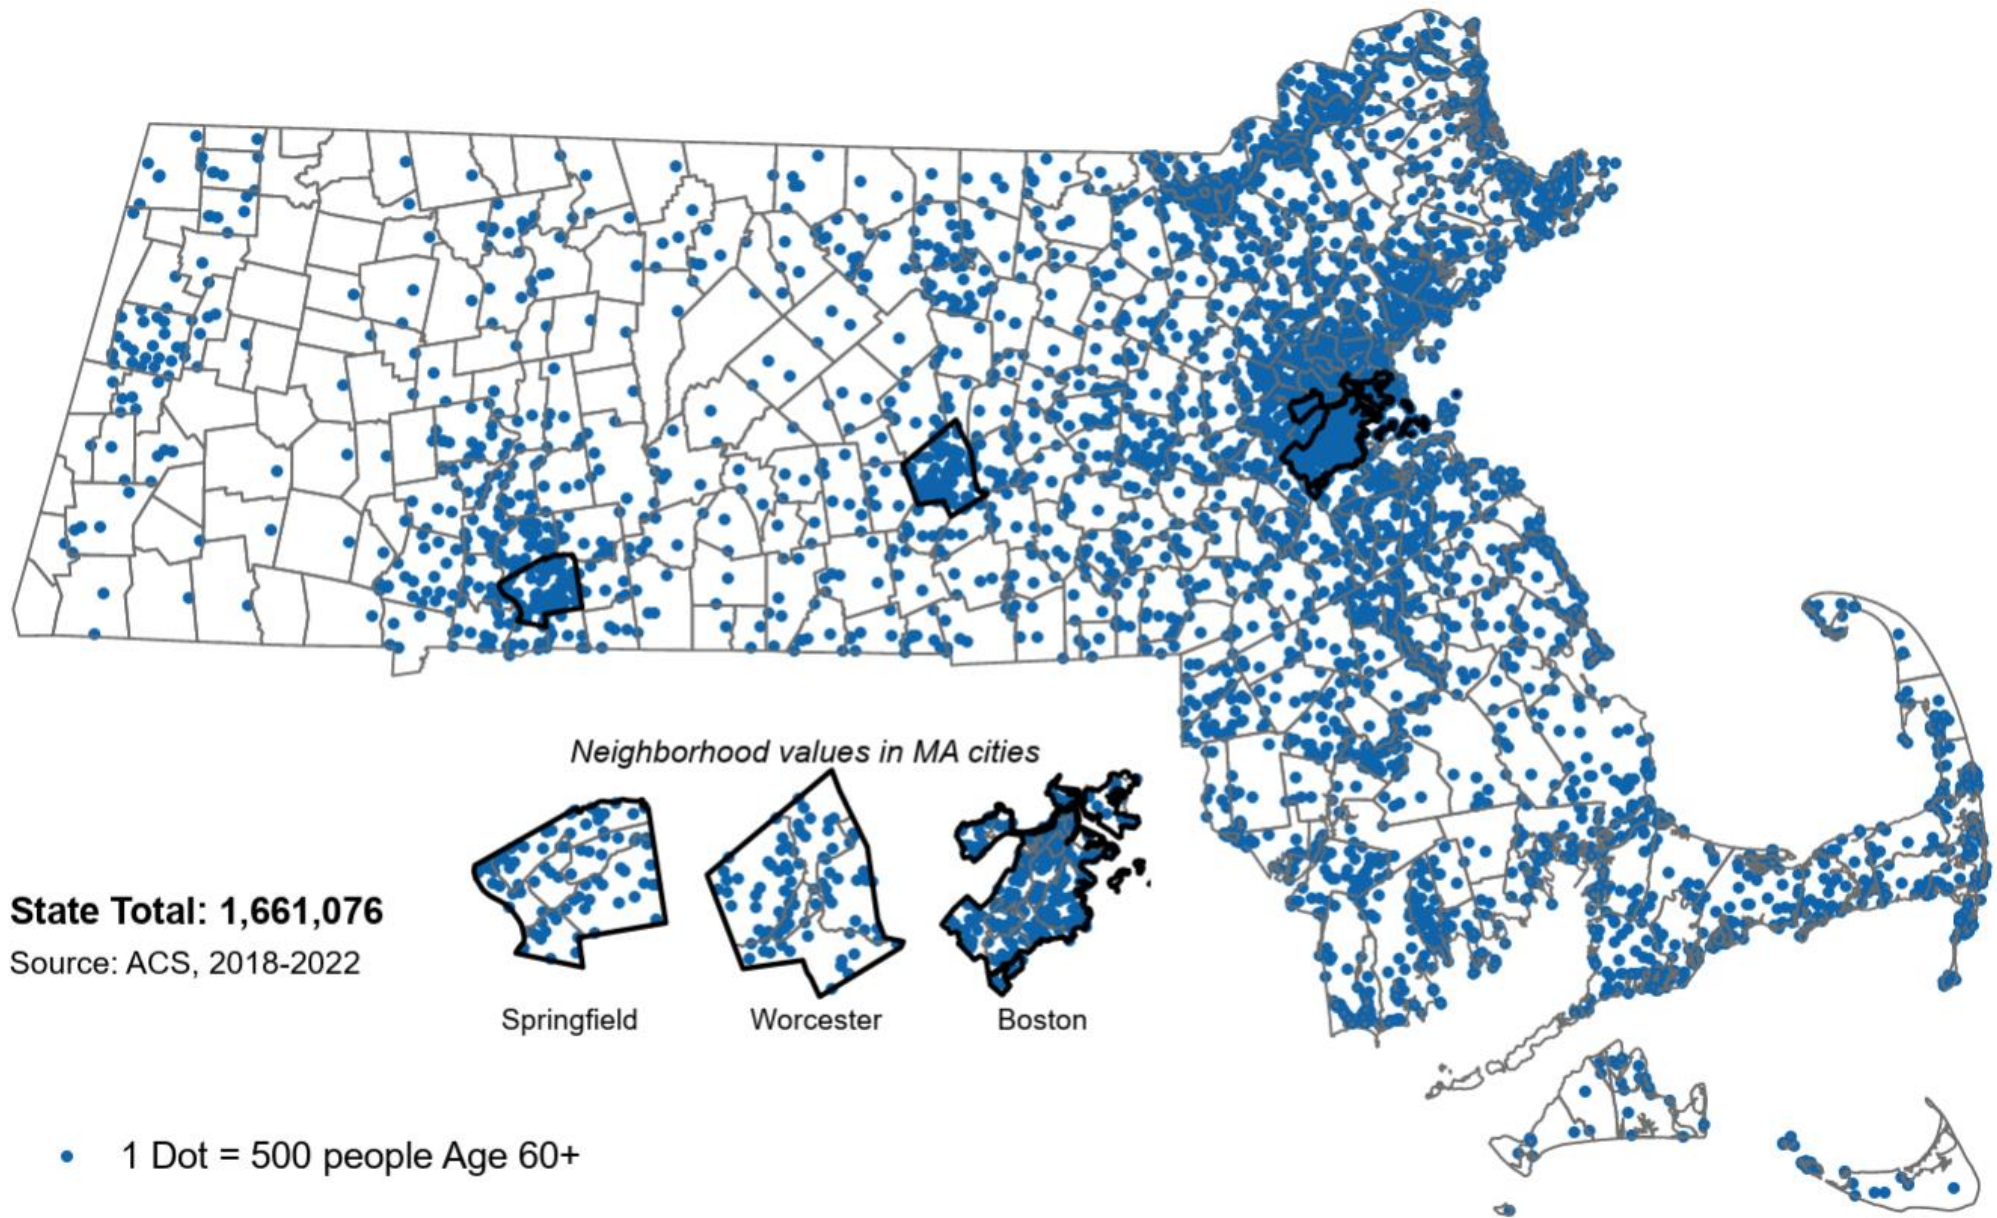 Neighborhood values in MA cities
State Total: 1,661,076
Source: ACS, 2018-2022
Springfield
Worcester
Boston
1 Dot = 500 people Age 60+